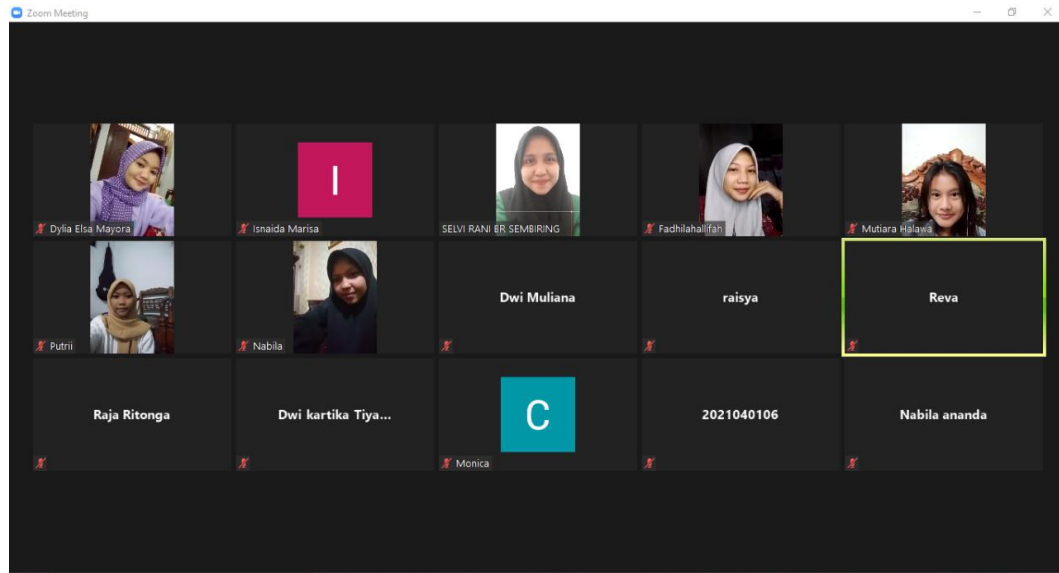 Zoom Meeting
Dylia Elsa Mayora
I
Isnaida Marisa
SELVI RANI BR SEMBIRING
Fadhilahallifah
Mutiara Halawa
Putrii
Nabila
Dwi Muliana
raisya
Reva
Raja Ritonga
Dwi kartika Tiya...
C
Monica
2021040106
Nabila ananda